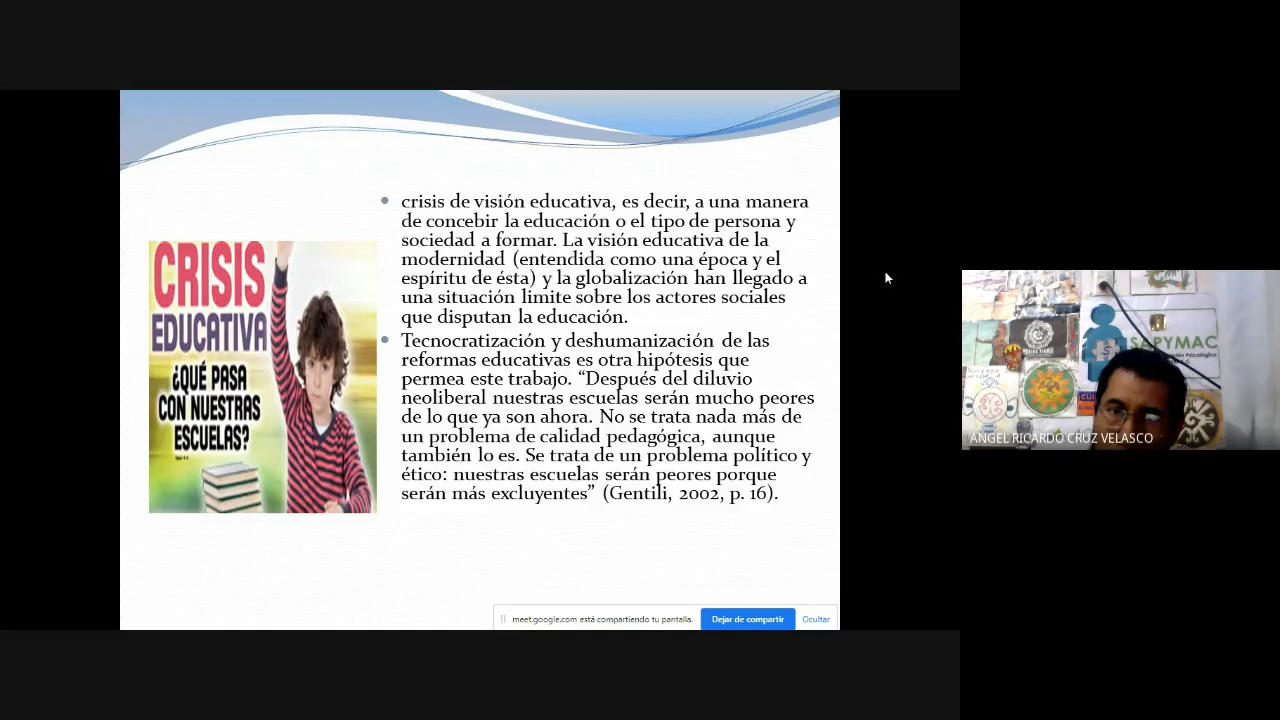 CRISIS
EDUCATIVA
¿QUÉ PASA
CON NUESTRAS
ESCUELAS?
• crisis de visión educativa, es decir, a una manera
de concebir la educación o el tipo de persona y
sociedad a formar. La visión educativa de la
modernidad (entendida como una época y el
espíritu de ésta) y la globalización han llegado a
una situación limite sobre los actores sociales
que disputan la educación.
• Tecnocratización y deshumanización de las
reformas educativas es otra hipótesis que
permea este trabajo. “Después del diluvio
neoliberal nuestras escuelas serán mucho peores
de lo que ya son ahora. No se trata nada más de
un problema de calidad pedagógica, aunque
también lo es. Se trata de un problema político y
ético: nuestras escuelas serán peores porque
serán más excluyentes” (Gentili, 2002, p. 16).
meet.google.com está compartiendo tu pantalla.
Dejar de compartir
Ocultar
SAPYMAC
ANGEL RICARDO CRUZ VELASCO